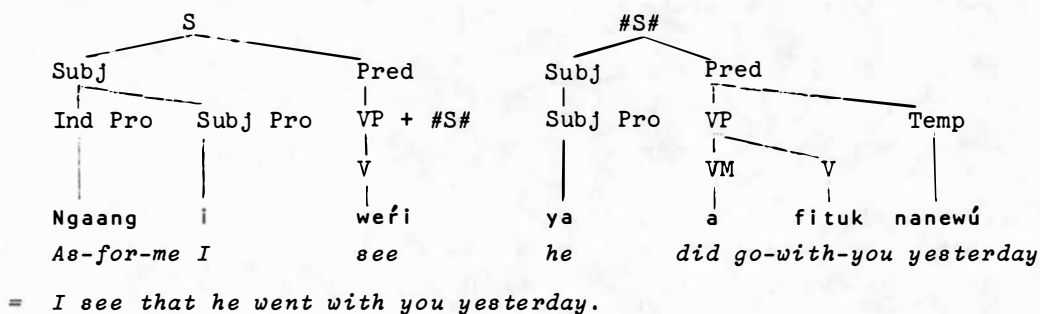 S #S#
Subj Pred Subj Pred
Ind Pro Subj Pro VP + #S# Subj Pro VP Temp
V VM V
Ngaang i weŕi ya a fituk nanewú
As-for-me I see he did go-with-you yesterday
= I see that he went with you yesterday.